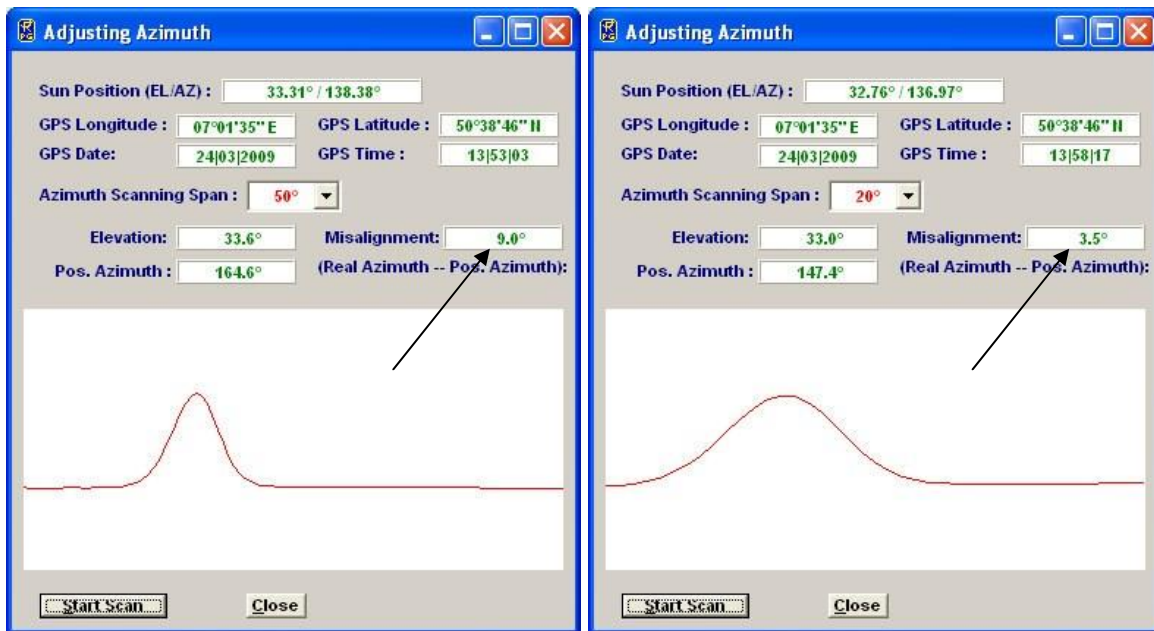 Adjusting Azimuth
Sun Position (EL/AZ) : 33.31° / 138.38°
GPS Longitude : 07°01'35" E GPS Latitude : 50°38'46" N
GPS Date: 24|03|2009 GPS Time : 13|53|03
Azimuth Scanning Span : 50°
Elevation: 33.6° Misalignment: 9.0°
Pos. Azimuth : 164.6° (Real Azimuth -- Pos. Azimuth):
Start Scan Close
Adjusting Azimuth
Sun Position (EL/AZ) : 32.76° / 136.97°
GPS Longitude : 07°01'35" E GPS Latitude : 50°38'46" N
GPS Date: 24|03|2009 GPS Time : 13|58|17
Azimuth Scanning Span : 20°
Elevation: 33.0° Misalignment: 3.5°
Pos. Azimuth : 147.4° (Real Azimuth -- Pos. Azimuth):
Start Scan Close